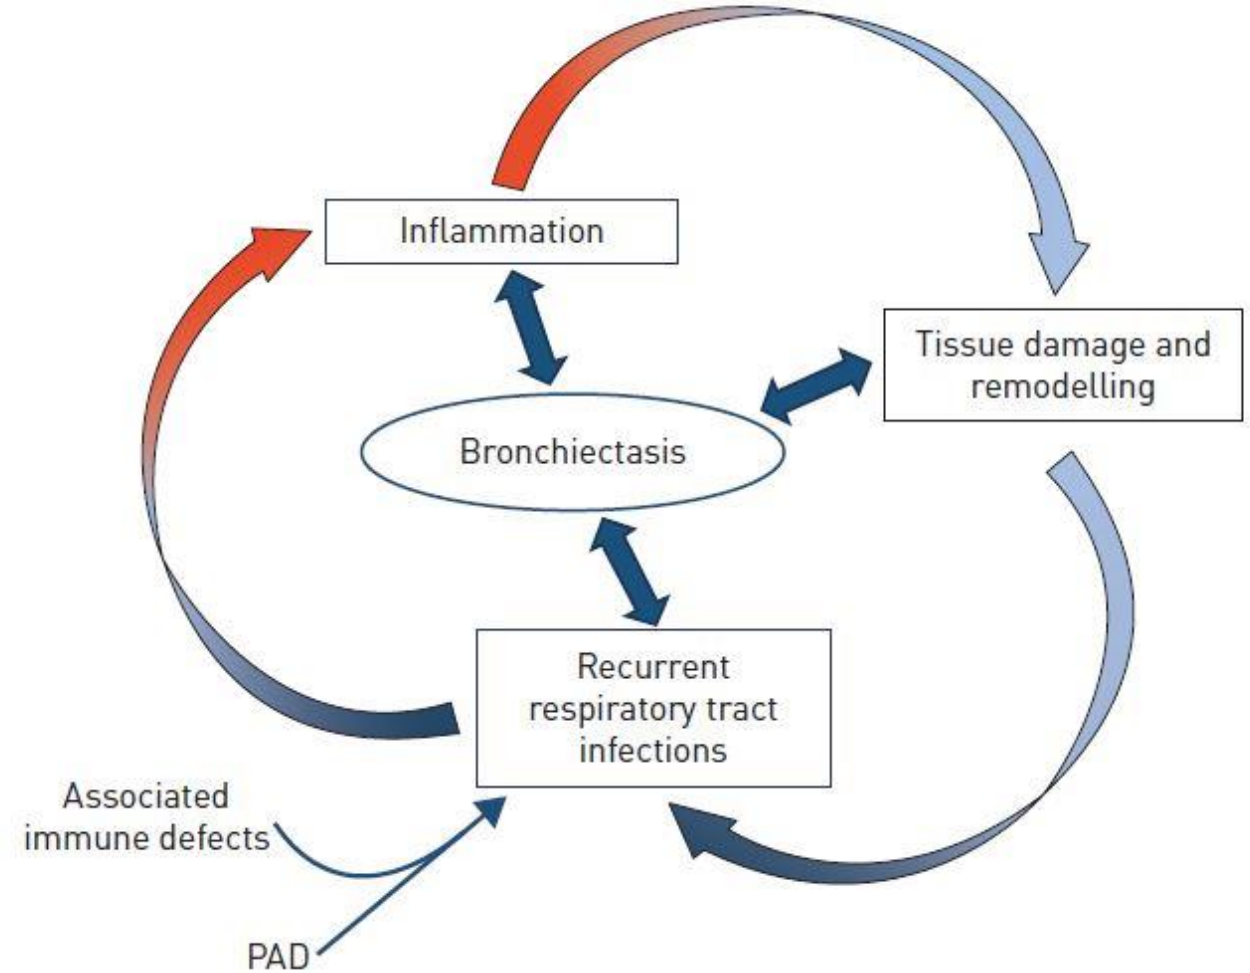 Inflammation
Tissue damage and
remodelling
Bronchiectasis
Recurrent
respiratory tract
infections
Associated
immune defects
PAD